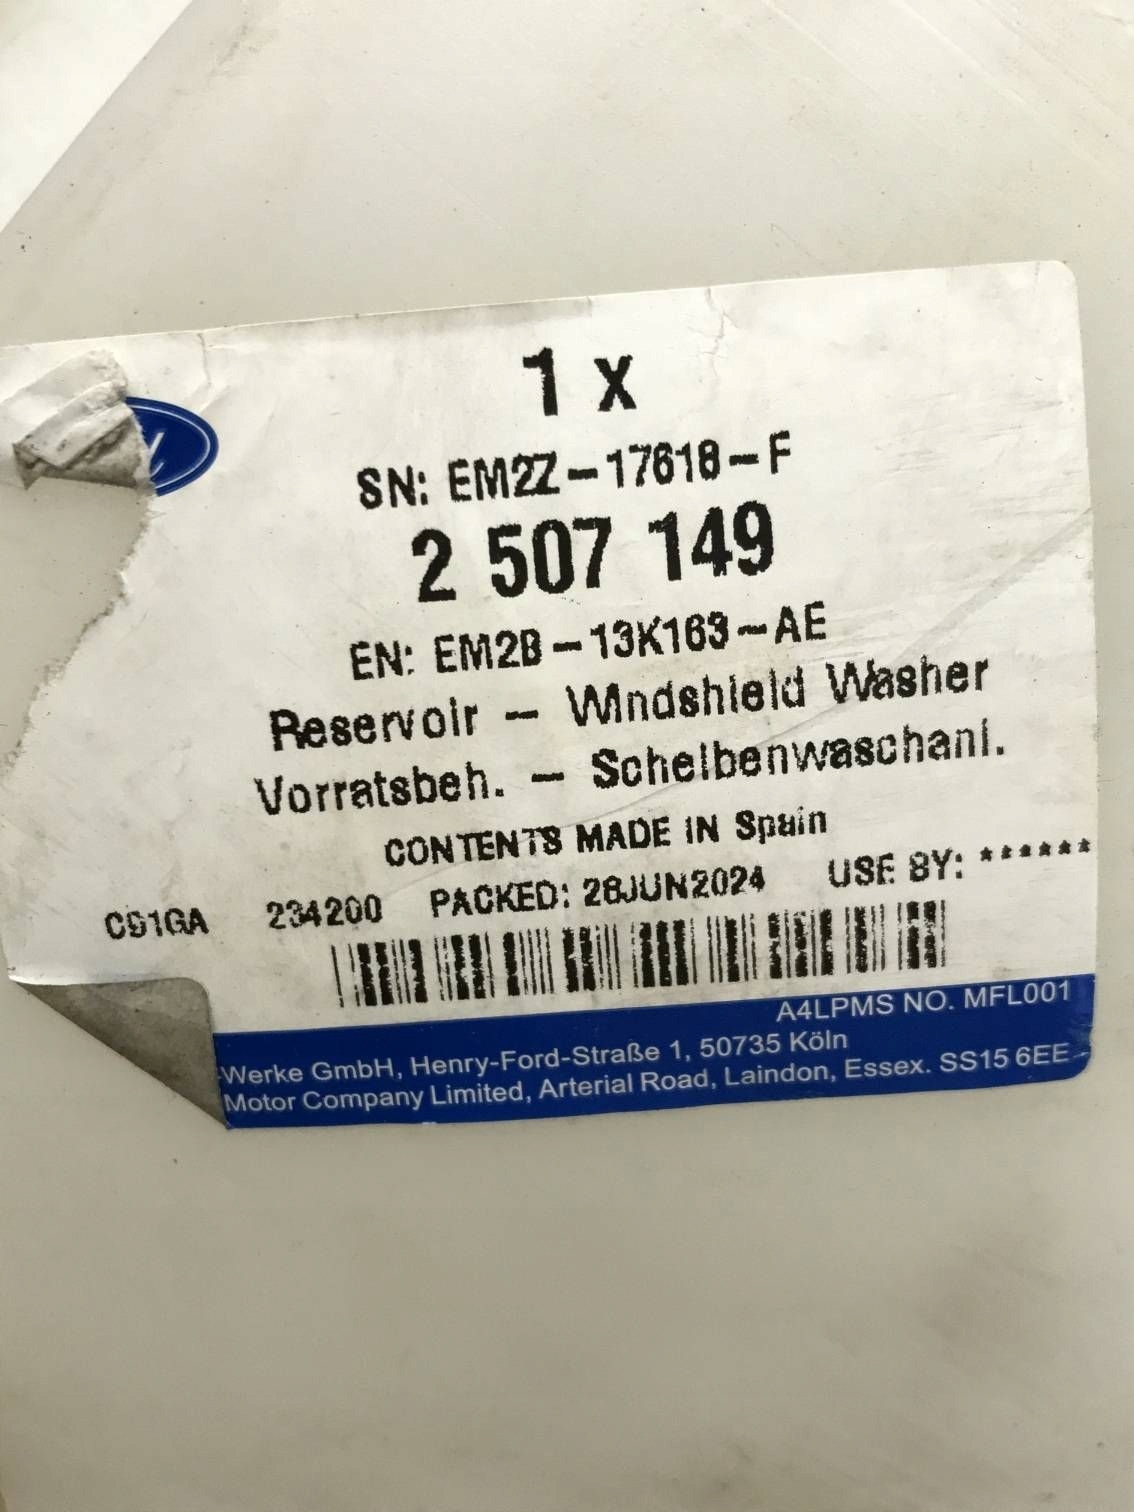 1 x
SN: EM2Z-17618-F
2 507 149
EN: EM2B-13K163-AE
Reservoir - Windshield Washer
Vorratsbeh. - Scheibenwaschanl.
CONTENTS MADE IN Spain
C91GA 234200 PACKED: 28JUN2024 USE BY: ******
A4LPMS NO. MFL001
Werke GmbH, Henry-Ford-Straße 1, 50735 Köln
Motor Company Limited, Arterial Road, Laindon, Essex. SS15 6EE